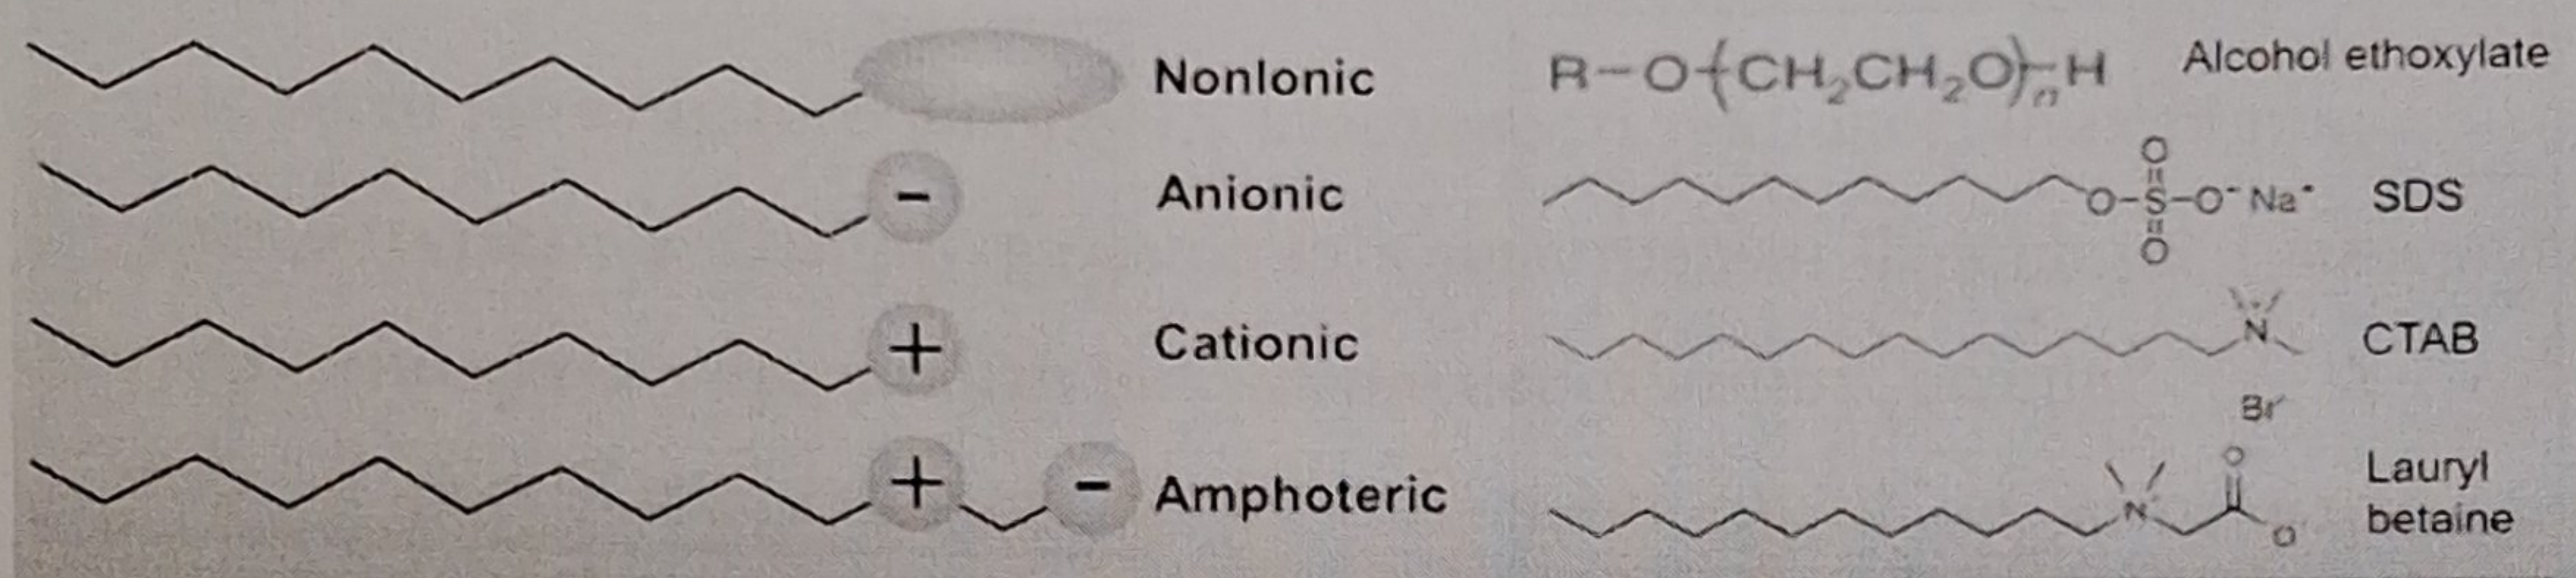 NonIonic R-O-(CH₂CH₂O)ₙ-H Alcohol ethoxylate
− Anionic O-S-O⁻ Na⁺ O O SDS
+ Cationic N CTAB
Br
+ − Amphoteric N O O Lauryl
betaine